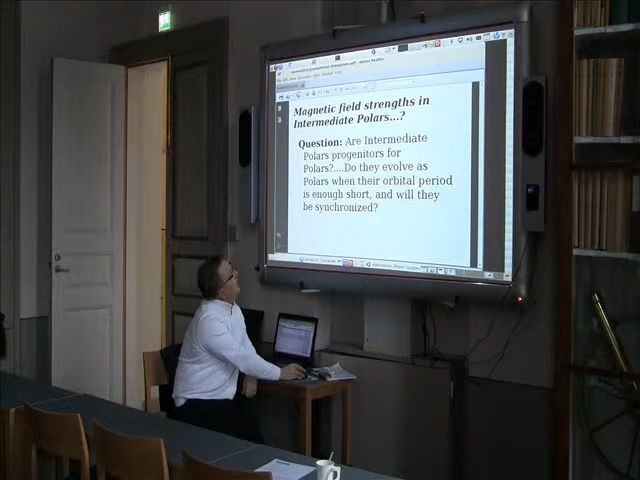 Magnetic field strengths in
Intermediate Polars...?
Question: Are Intermediate
Polars progenitors for
Polars?....Do they evolve as
Polars when their orbital period
is enough short, and will they
be synchronized?